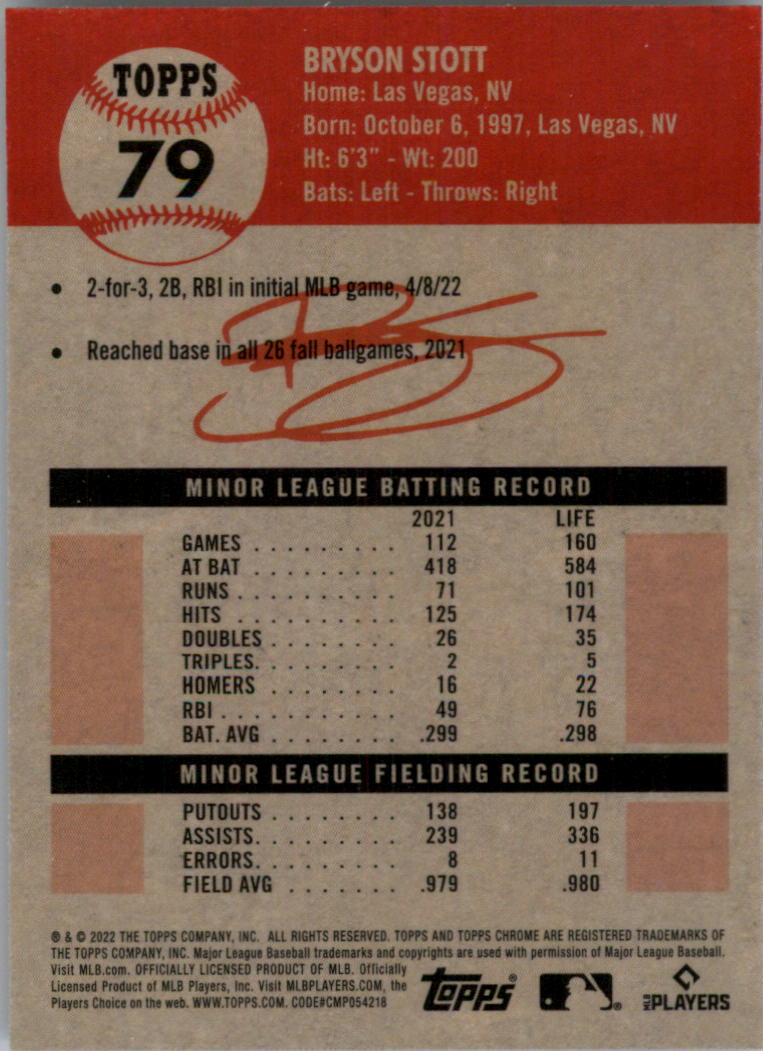 TOPPS
79
BRYSON STOTT
Home: Las Vegas, NV
Born: October 6, 1997, Las Vegas, NV
Ht: 6'3" - Wt: 200
Bats: Left - Throws: Right
• 2-for-3, 2B, RBI in initial MLB game, 4/8/22
• Reached base in all 26 fall ballgames, 2021
MINOR LEAGUE BATTING RECORD
2021 LIFE
GAMES . . . . . . . . . . 112 160
AT BAT . . . . . . . . . 418 584
RUNS . . . . . . . . . . 71 101
HITS . . . . . . . . . . 125 174
DOUBLES . . . . . . . . 26 35
TRIPLES. . . . . . . . . 2 5
HOMERS . . . . . . . . 16 22
RBI . . . . . . . . . . . 49 76
BAT. AVG . . . . . . . . .299 .298
MINOR LEAGUE FIELDING RECORD
PUTOUTS . . . . . . . . 138 197
ASSISTS. . . . . . . . . 239 336
ERRORS. . . . . . . . . 8 11
FIELD AVG . . . . . . . .979 .980
® & © 2022 THE TOPPS COMPANY, INC. ALL RIGHTS RESERVED. TOPPS AND TOPPS CHROME ARE REGISTERED TRADEMARKS OF
THE TOPPS COMPANY, INC. Major League Baseball trademarks and copyrights are used with permission of Major League Baseball.
Visit MLB.com. OFFICIALLY LICENSED PRODUCT OF MLB. Officially
Licensed Product of MLB Players, Inc. Visit MLBPLAYERS.COM, the
Players Choice on the web. WWW.TOPPS.COM. CODE#CMP054218
Topps®
MLB PLAYERS